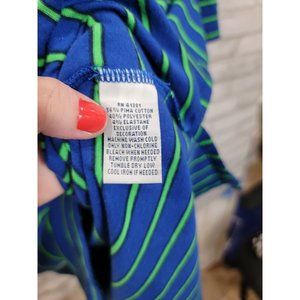 RN 61301
56% PIMA COTTON
40% POLYESTER
4% ELASTANE
EXCLUSIVE OF
DECORATION
MACHINE WASH COLD
ONLY NON-CHLORINE
BLEACH WHEN NEEDED
REMOVE PROMPTLY
TUMBLE DRY LOW
COOL IRON IF NEEDED